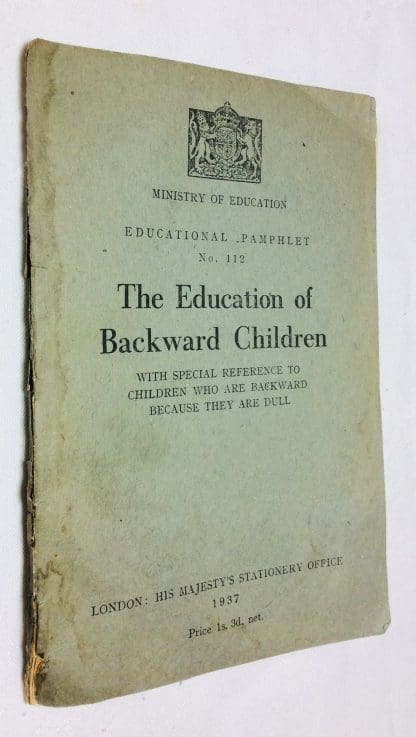 MINISTRY OF EDUCATION
EDUCATIONAL PAMPHLET
No. 112
The Education of
Backward Children
WITH SPECIAL REFERENCE TO
CHILDREN WHO ARE BACKWARD
BECAUSE THEY ARE DULL
LONDON: HIS MAJESTY'S STATIONERY OFFICE
1937
Price 1s. 3d. net.